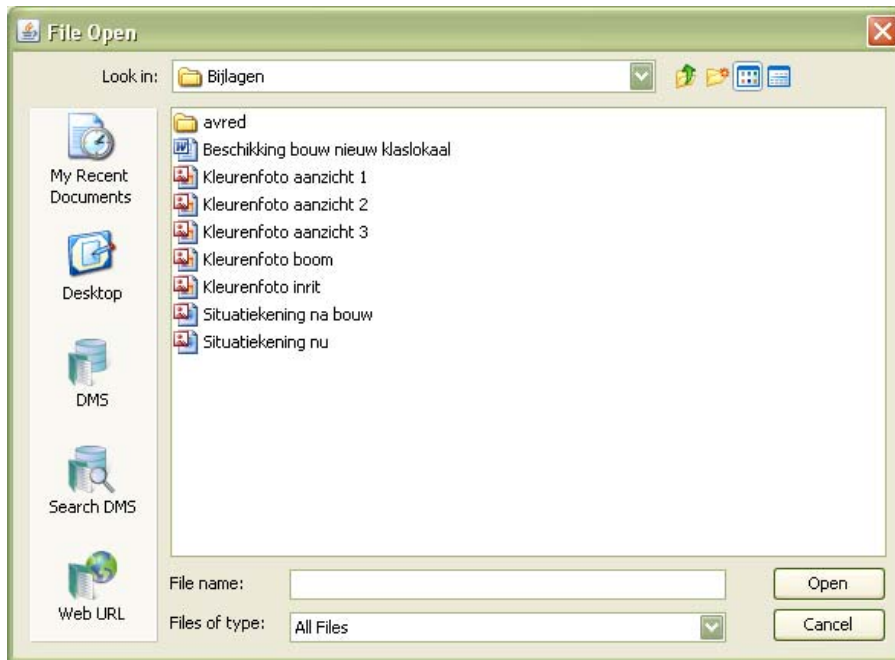 File Open
Look in:
Bijlagen
My Recent
Documents
Desktop
DMS
Search DMS
Web URL
avred
Beschikking bouw nieuw klaslokaal
Kleurenfoto aanzicht 1
Kleurenfoto aanzicht 2
Kleurenfoto aanzicht 3
Kleurenfoto boom
Kleurenfoto inrit
Situatiekening na bouw
Situatiekening nu
File name:
Open
Files of type:
All Files
Cancel